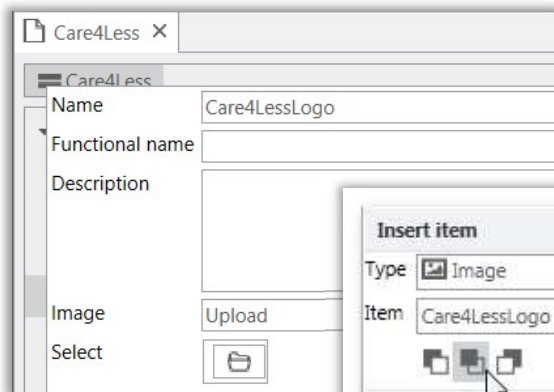 Care4Less
Care4Less
Name Care4LessLogo
Functional name
Description
Insert item
Type Image
Image Upload
Item Care4LessLogo
Select